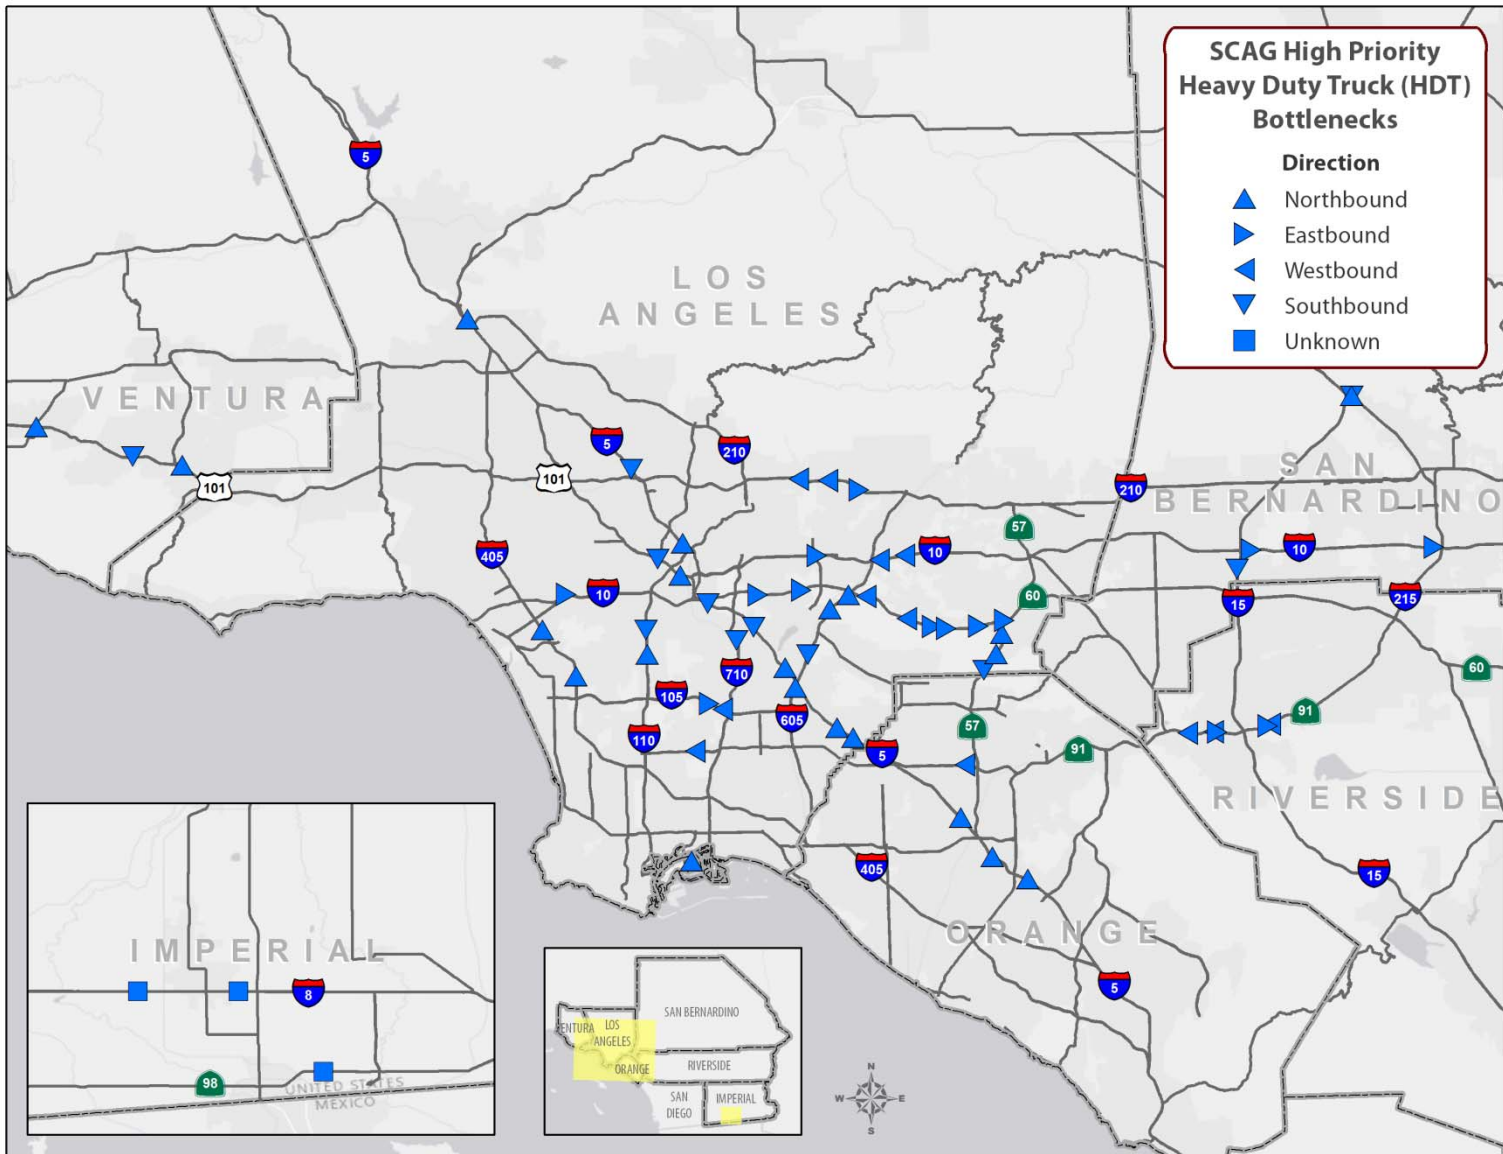 SCAG High Priority
Heavy Duty Truck (HDT)
Bottlenecks
Direction
Northbound
Eastbound
Westbound
Southbound
Unknown
5
LOS
ANGELES
VENTURA
101
5
101
210
SAN
BERNARDINO
210
57
405
10
10
10
60
15
215
60
710
105
605
110
57
5
91
91
RIVERSIDE
405
15
ORANGE
5
IMPERIAL
8
98
UNITED STATES
MEXICO
SAN BERNARDINO
VENTURA
LOS
ANGELES
ORANGE
RIVERSIDE
SAN
DIEGO
IMPERIAL
N
W
E
S